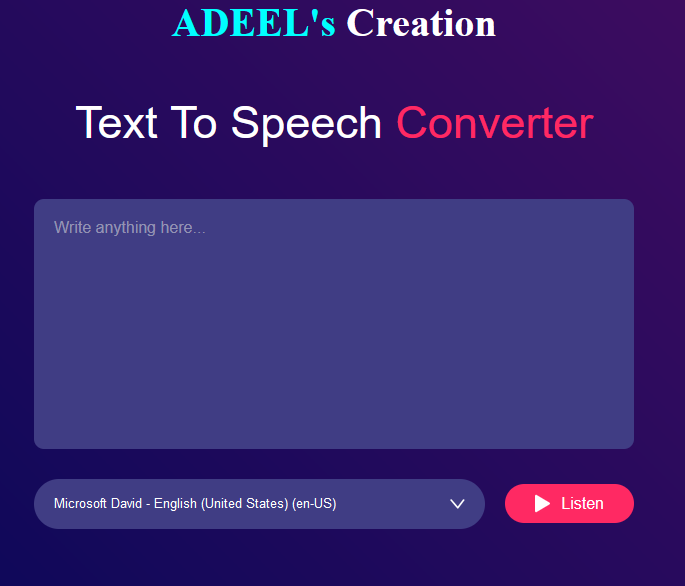 ADEEL's Creation
Text To Speech Converter
Write anything here...
Microsoft David - English (United States) (en-US)
Listen